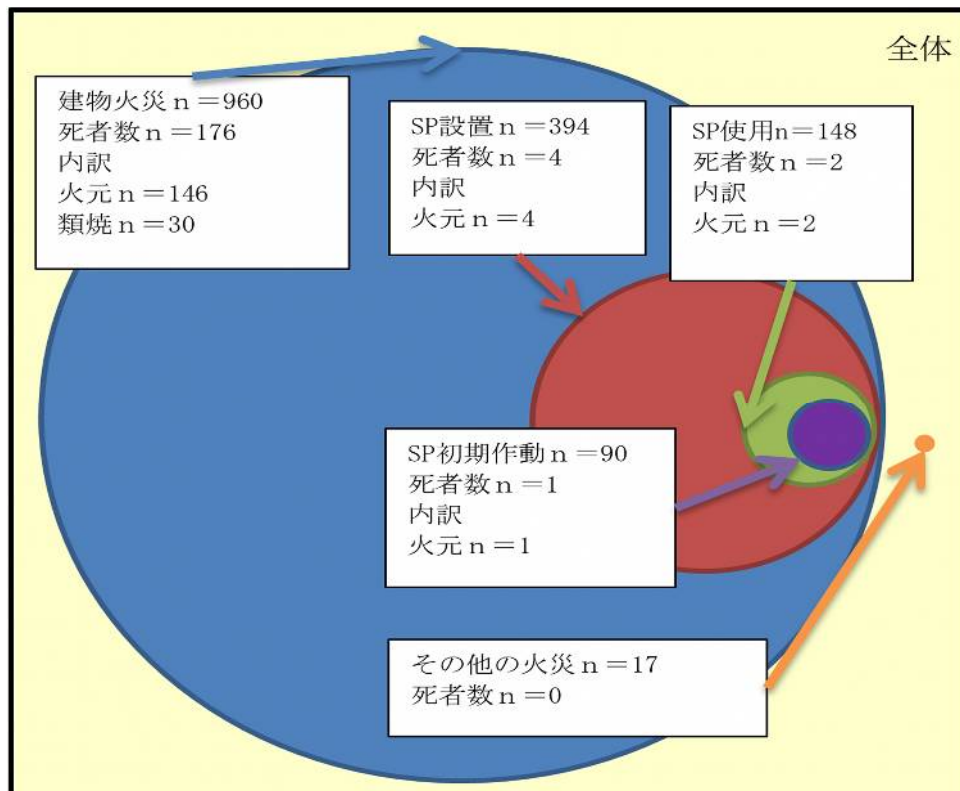 全体
建物火災ｎ＝960
死者数ｎ＝176
内訳
火元ｎ＝146
類焼ｎ＝30
SP設置ｎ＝394
死者数ｎ＝4
内訳
火元ｎ＝4
SP使用n＝148
死者数ｎ＝2
内訳
火元ｎ＝2
SP初期作動ｎ＝90
死者数ｎ＝1
内訳
火元ｎ＝1
その他の火災ｎ＝17
死者数ｎ＝0